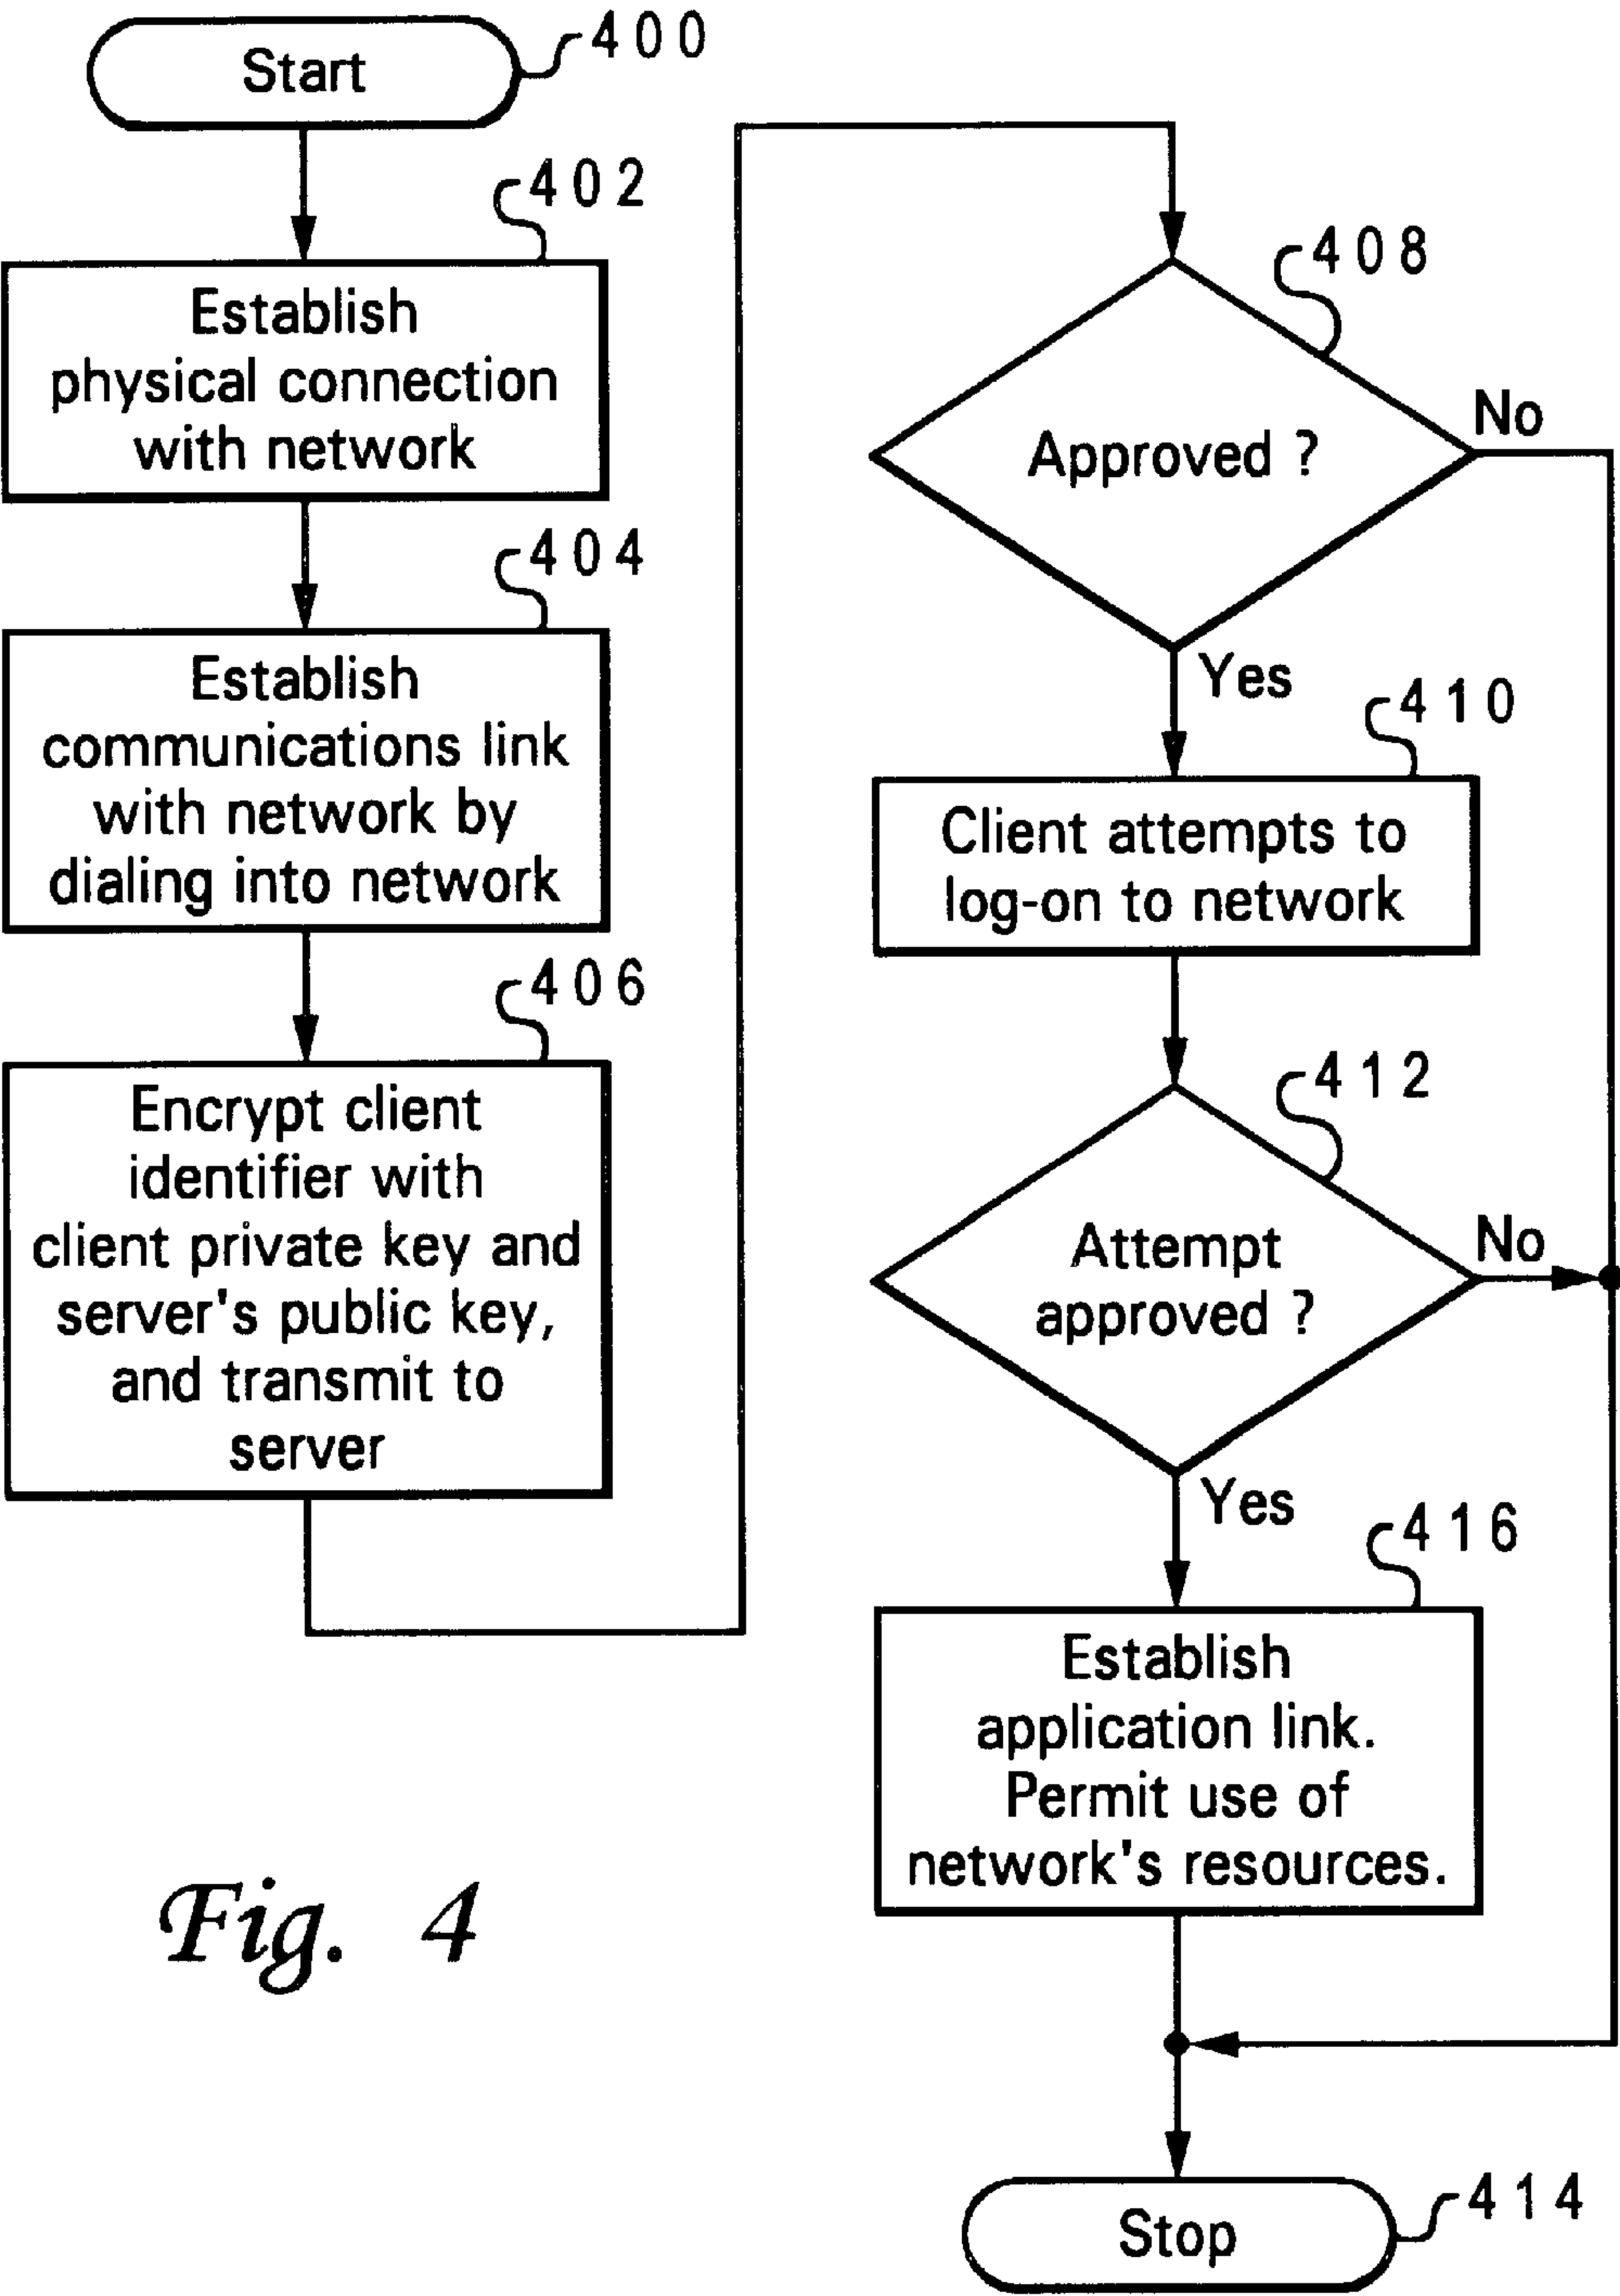 Start
400
402
Establish
physical connection
with network
404
Establish
communications link
with network by
dialing into network
406
Encrypt client
identifier with
client private key and
server's public key,
and transmit to
server
408
Approved ?
No
Yes
410
Client attempts to
log-on to network
412
Attempt
approved ?
No
Yes
416
Establish
application link.
Permit use of
network's resources.
Stop
414
Fig. 4